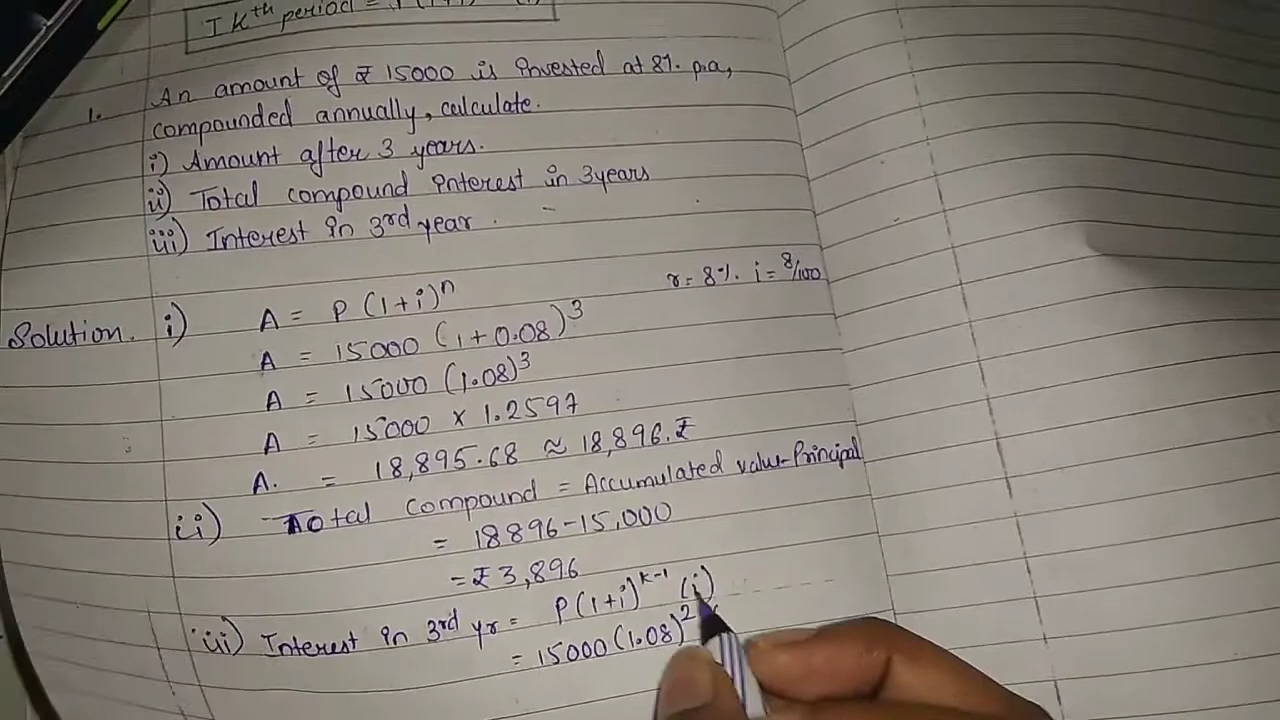 I Kth period =
1. An amount of ₹ 15000 is invested at 8%. p.a,
compounded annually, calculate.
i) Amount after 3 years.
ii) Total compound interest in 3years
iii) Interest in 3rd year.
r = 8%. i = 8/100
Solution. i) A = P (1+i)^n
A = 15000 (1+0.08)^3
A = 15000 (1.08)^3
A = 15000 × 1.2597
A. = 18,895.68 ≈ 18,896.₹
ii) Total compound = Accumulated value-Principal
= 18896-15,000
=₹3,896
iii) Interest in 3rd yr = P(1+i)^k-1 (i)
= 15000(1.08)^2